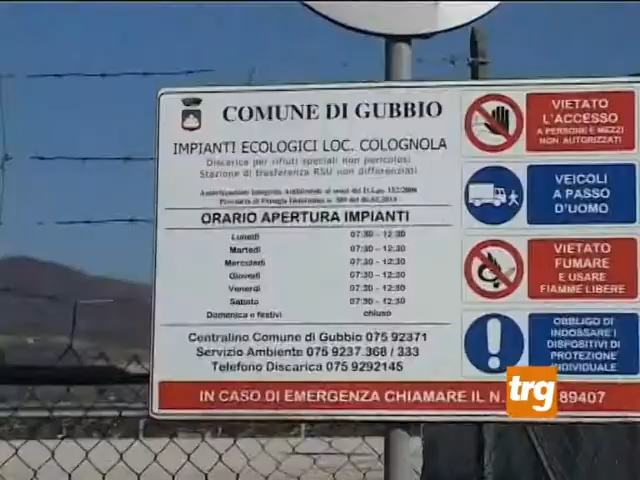 COMUNE DI GUBBIO
IMPIANTI ECOLOGICI LOC. COLOGNOLA
Discarica per rifiuti speciali non pericolosi
Stazione di trasferenza RSU non differenziati
ORARIO APERTURA IMPIANTI
Lunedì 07:30 - 12:30
Martedì 07:30 - 12:30
Mercoledì 07:30 - 12:30
Giovedì 07:30 - 12:30
Venerdì 07:30 - 12:30
Sabato 07:30 - 12:30
Domenica e festivi chiuso
Centralino Comune di Gubbio 075 92371
Servizio Ambiente 075 9237 368 / 333
Telefono Discarica 075 9292145
VIETATO
L'ACCESSO
A PERSONE E MEZZI
NON AUTORIZZATI
VEICOLI
A PASSO
D'UOMO
VIETATO
FUMARE
E USARE
FIAMME LIBERE
OBBLIGO DI
INDOSSARE I
DISPOSITIVI DI
PROTEZIONE
INDIVIDUALE
IN CASO DI EMERGENZA CHIAMARE IL N. 89407
trg